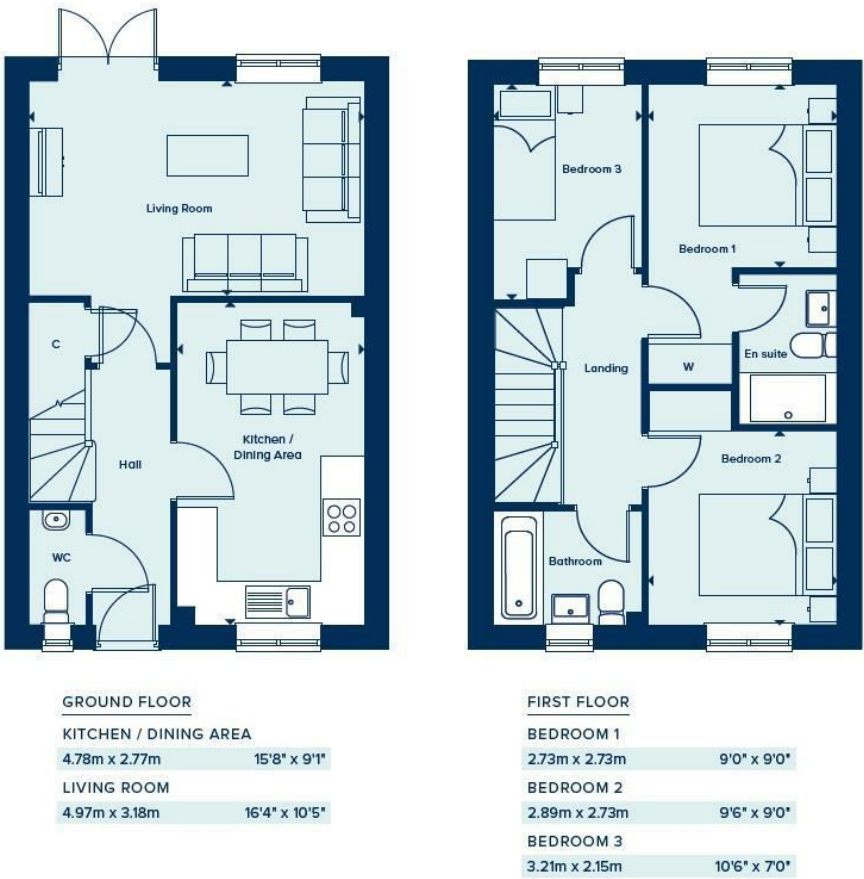 Living Room
C
Hall
Kitchen /
Dining Area
WC
Bedroom 3
Bedroom 1
Landing
W
En suite
Bedroom 2
Bathroom
GROUND FLOOR
KITCHEN / DINING AREA
4.78m x 2.77m 15'8" x 9'1"
LIVING ROOM
4.97m x 3.18m 16'4" x 10'5"
FIRST FLOOR
BEDROOM 1
2.73m x 2.73m 9'0" x 9'0"
BEDROOM 2
2.89m x 2.73m 9'6" x 9'0"
BEDROOM 3
3.21m x 2.15m 10'6" x 7'0"